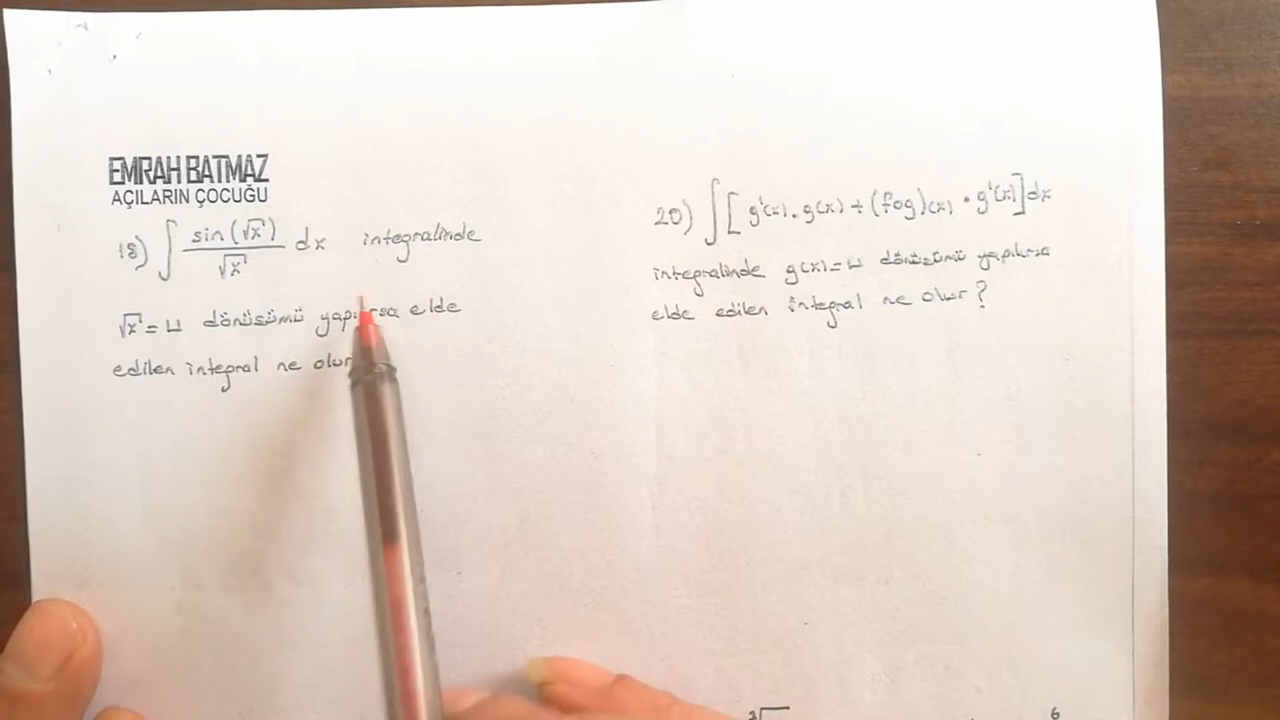 EMRAH BATMAZ
AÇILARIN ÇOCUĞU
18) ∫ sin(√x)/√x dx integralinde
√x = u dönüşümü yapılırsa elde
edilen integral ne olur
20) ∫[g'(x).g(x) + (fog)(x) • g'(x)]dx
integralinde g(x)=u dönüşümü yapılırsa
elde edilen integral ne olur?
6